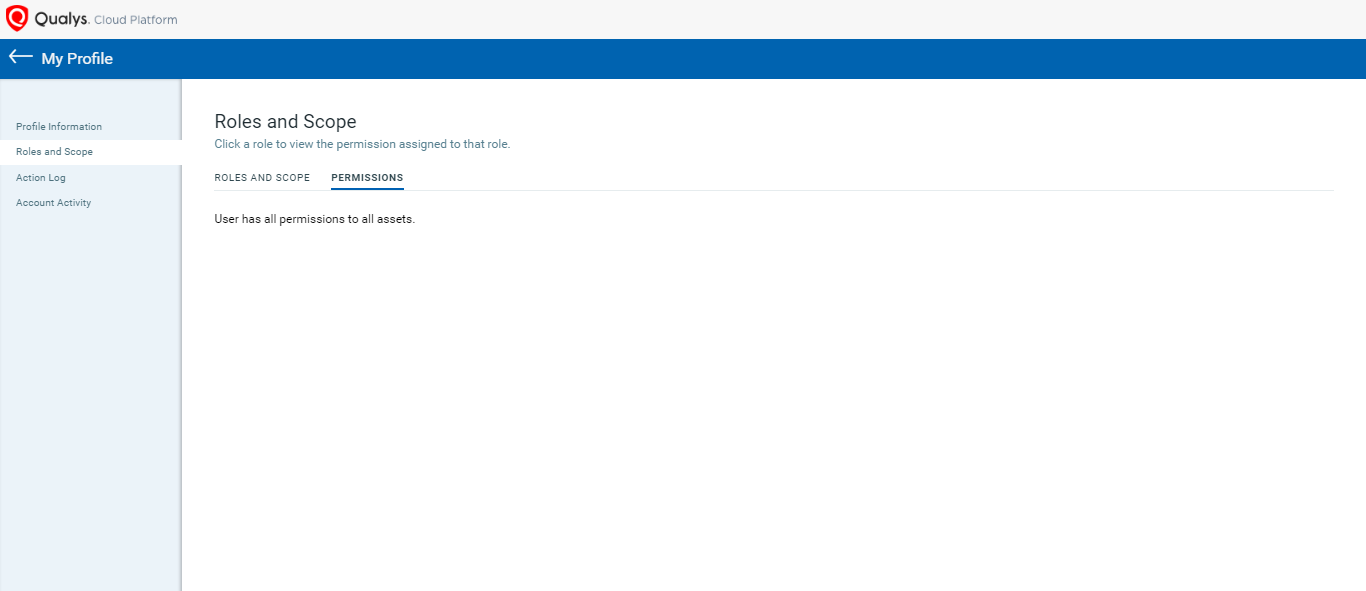 Qualys. Cloud Platform
My Profile
Profile Information
Roles and Scope
Action Log
Account Activity
Roles and Scope
Click a role to view the permission assigned to that role.
ROLES AND SCOPE PERMISSIONS
User has all permissions to all assets.